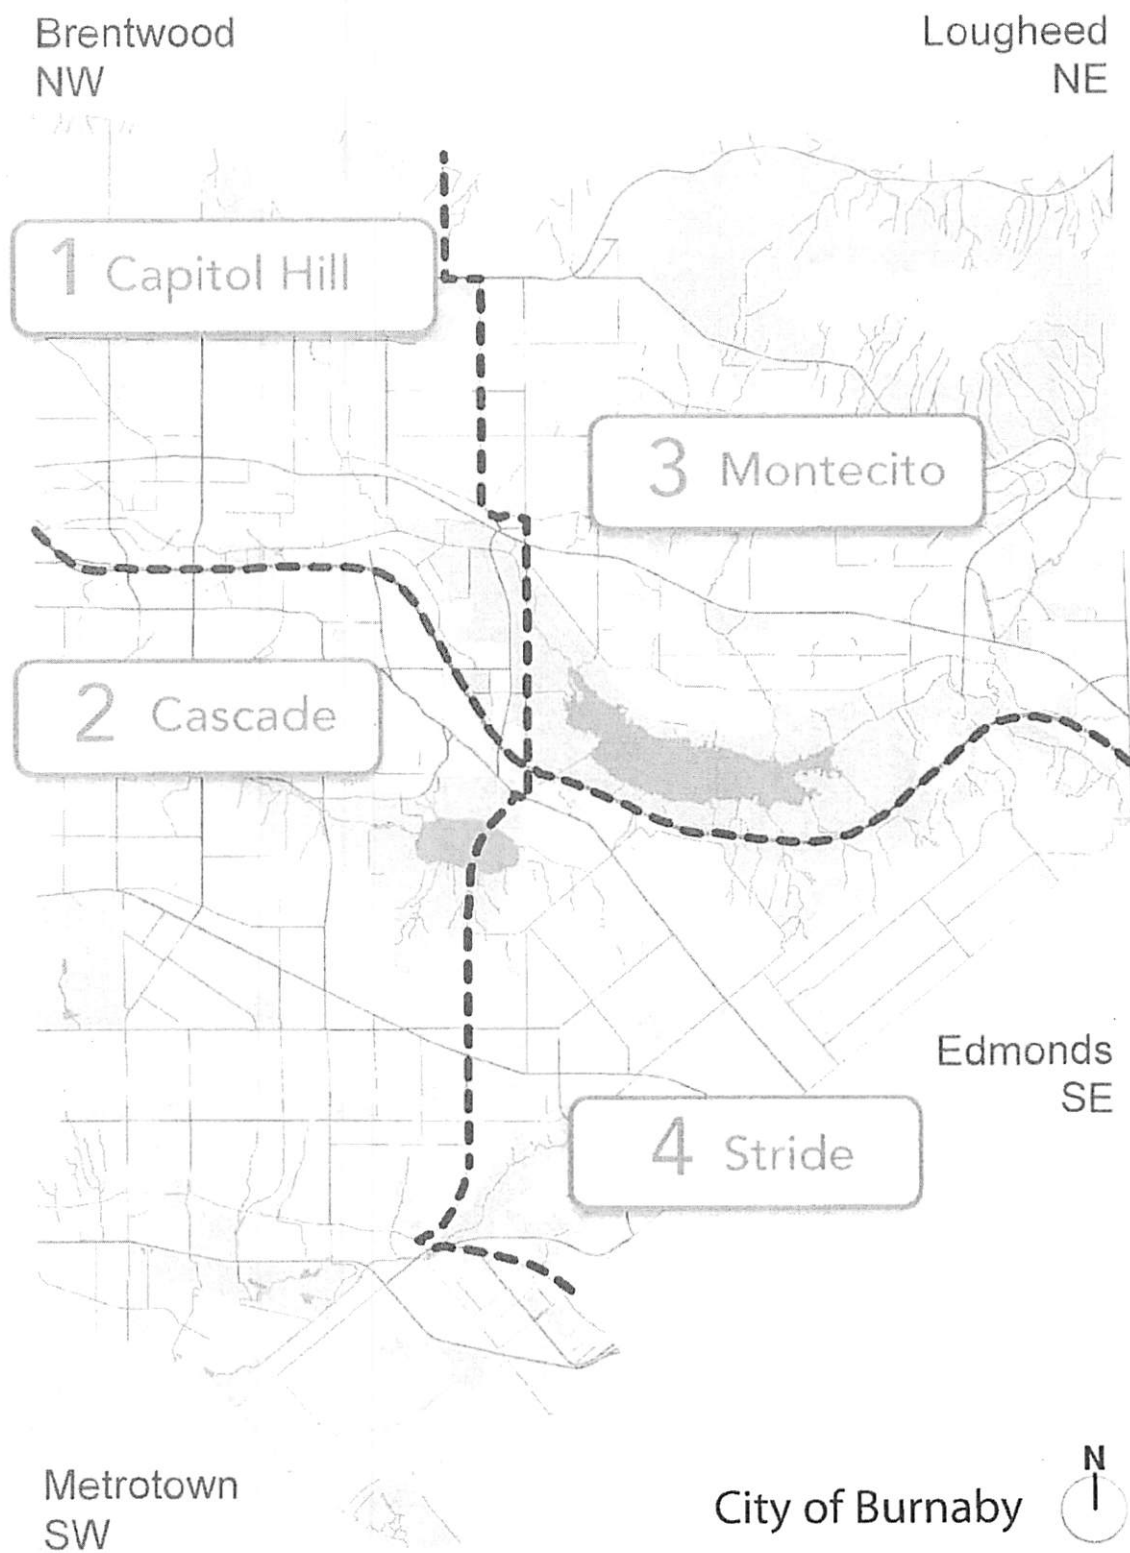 Brentwood
NW
Lougheed
NE
1 Capitol Hill
3 Montecito
2 Cascade
Edmonds
SE
4 Stride
Metrotown
SW
City of Burnaby
N